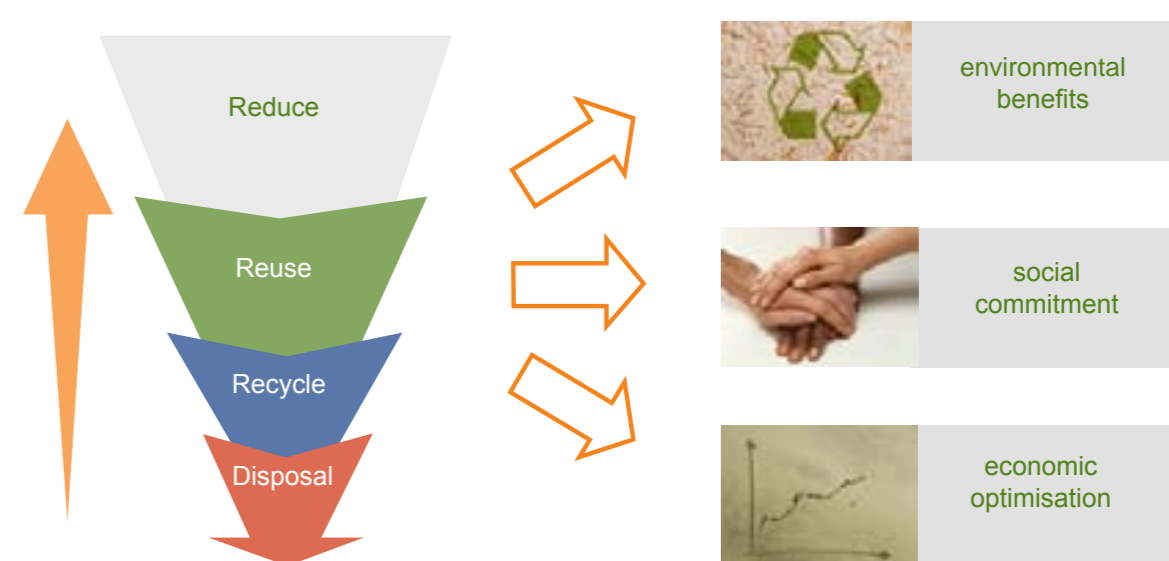 Reduce
Reuse
Recycle
Disposal
environmental
benefits
social
commitment
economic
optimisation